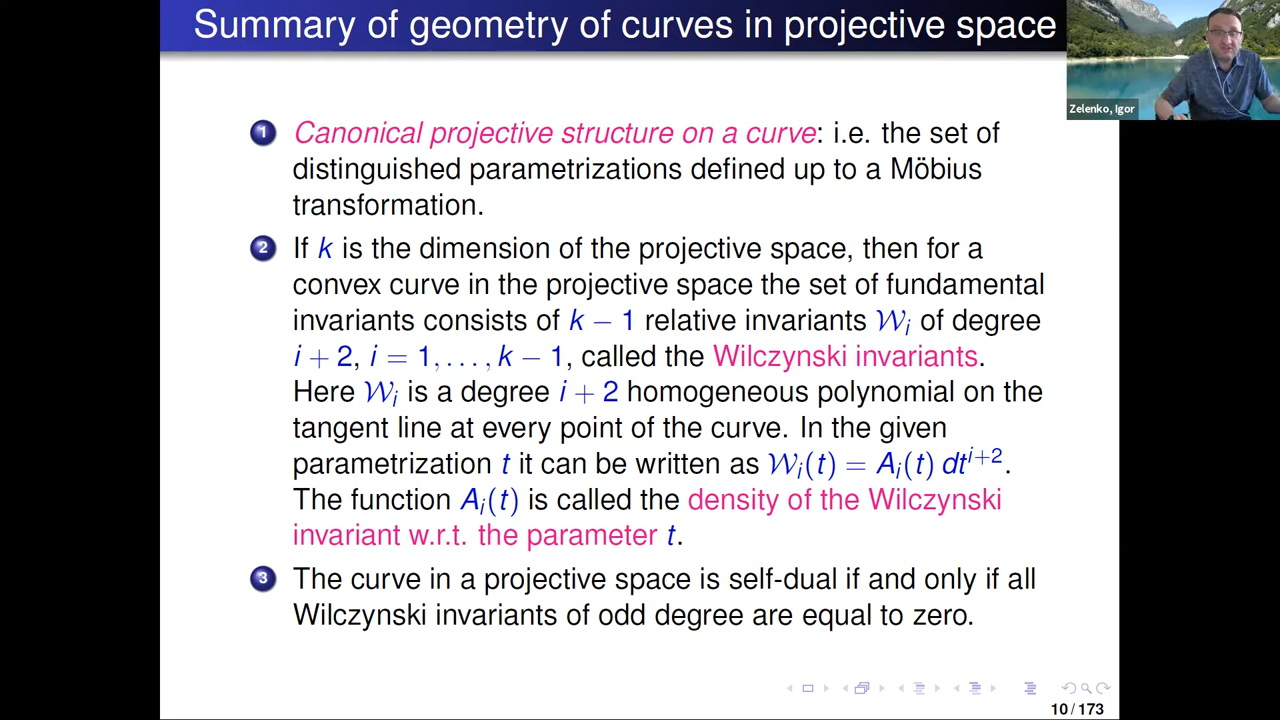 Summary of geometry of curves in projective space
Zelenko, Igor
1 Canonical projective structure on a curve: i.e. the set of
distinguished parametrizations defined up to a Möbius
transformation.
2 If k is the dimension of the projective space, then for a
convex curve in the projective space the set of fundamental
invariants consists of k − 1 relative invariants 𝒲ᵢ of degree
i + 2, i = 1, . . . , k − 1, called the Wilczynski invariants.
Here 𝒲ᵢ is a degree i + 2 homogeneous polynomial on the
tangent line at every point of the curve. In the given
parametrization t it can be written as 𝒲ᵢ(t) = Aᵢ(t) dtⁱ⁺².
The function Aᵢ(t) is called the density of the Wilczynski
invariant w.r.t. the parameter t.
3 The curve in a projective space is self-dual if and only if all
Wilczynski invariants of odd degree are equal to zero.
10 / 173